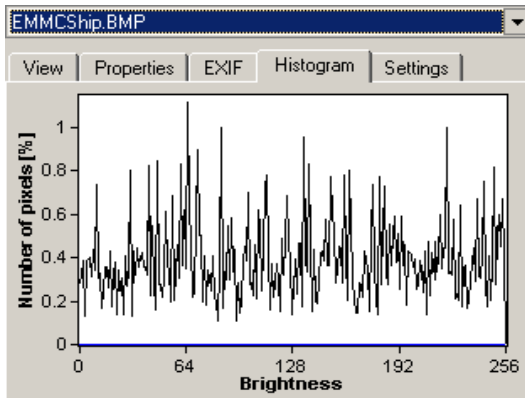 EMMCShip.BMP
View Properties EXIF Histogram Settings
Number of pixels [%]
1
0.8
0.6
0.4
0.2
0
0 64 128 192 256
Brightness